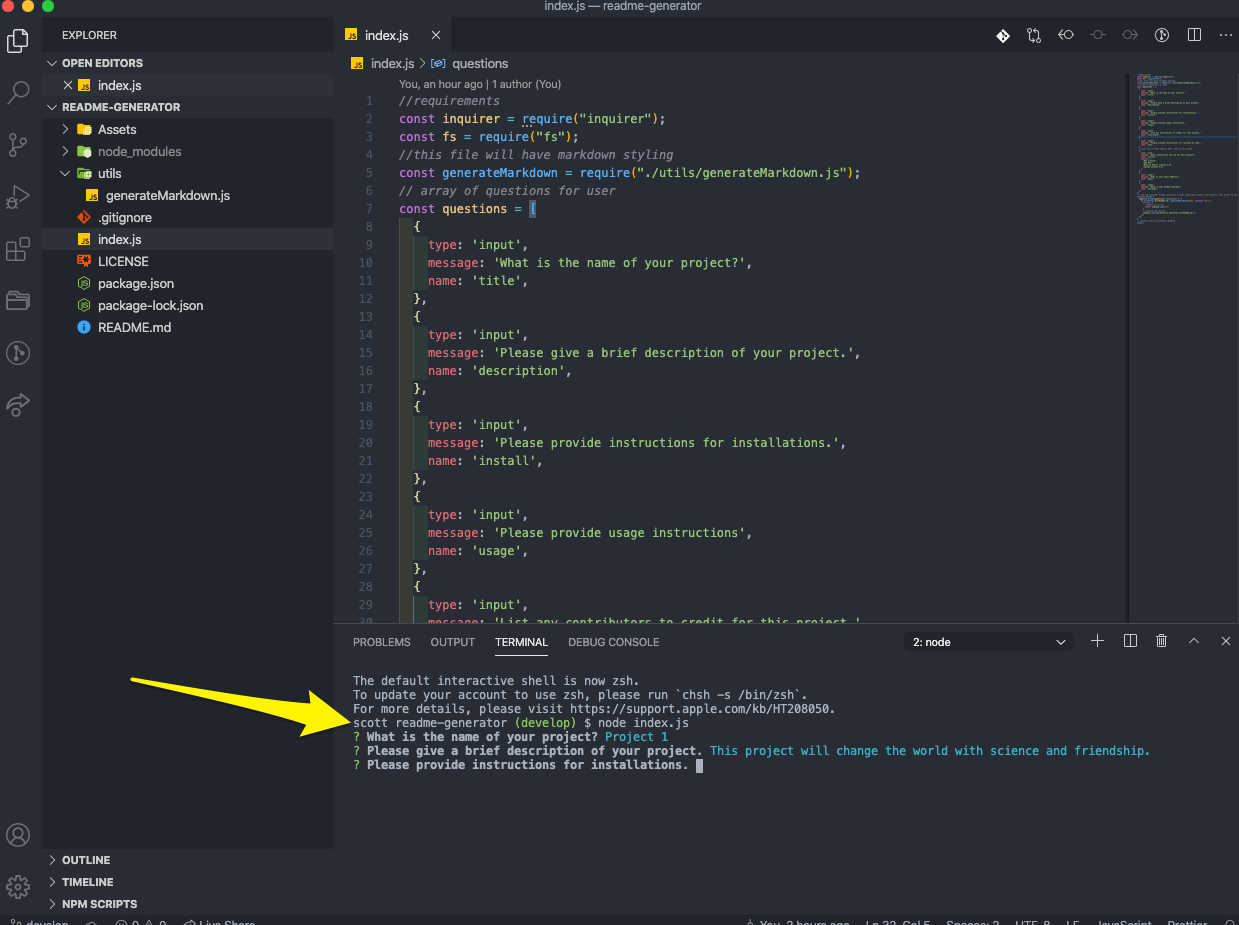 index.js — readme-generator
EXPLORER
OPEN EDITORS
index.js
README-GENERATOR
Assets
node_modules
utils
generateMarkdown.js
.gitignore
index.js
LICENSE
package.json
package-lock.json
README.md
OUTLINE
TIMELINE
NPM SCRIPTS
index.js
index.js > questions
You, an hour ago | 1 author (You)
1 //requirements
2 const inquirer = require("inquirer");
3 const fs = require("fs");
4 //this file will have markdown styling
5 const generateMarkdown = require("./utils/generateMarkdown.js");
6 // array of questions for user
7 const questions = [
8 {
9 type: 'input',
10 message: 'What is the name of your project?',
11 name: 'title',
12 },
13 {
14 type: 'input',
15 message: 'Please give a brief description of your project.',
16 name: 'description',
17 },
18 {
19 type: 'input',
20 message: 'Please provide instructions for installations.',
21 name: 'install',
22 },
23 {
24 type: 'input',
25 message: 'Please provide usage instructions',
26 name: 'usage',
27 },
28 {
29 type: 'input',
30 message: 'List any contributors to credit for this project.'
PROBLEMS OUTPUT TERMINAL DEBUG CONSOLE 2: node
The default interactive shell is now zsh.
To update your account to use zsh, please run `chsh -s /bin/zsh`.
For more details, please visit https://support.apple.com/kb/HT208050.
scott readme-generator (develop) $ node index.js
? What is the name of your project? Project 1
? Please give a brief description of your project. This project will change the world with science and friendship.
? Please provide instructions for installations.
develop 0 0 Live Share You, 2 hours ago Ln 32, Col 5 Spaces: 2 UTF-8 LF JavaScript Prettier